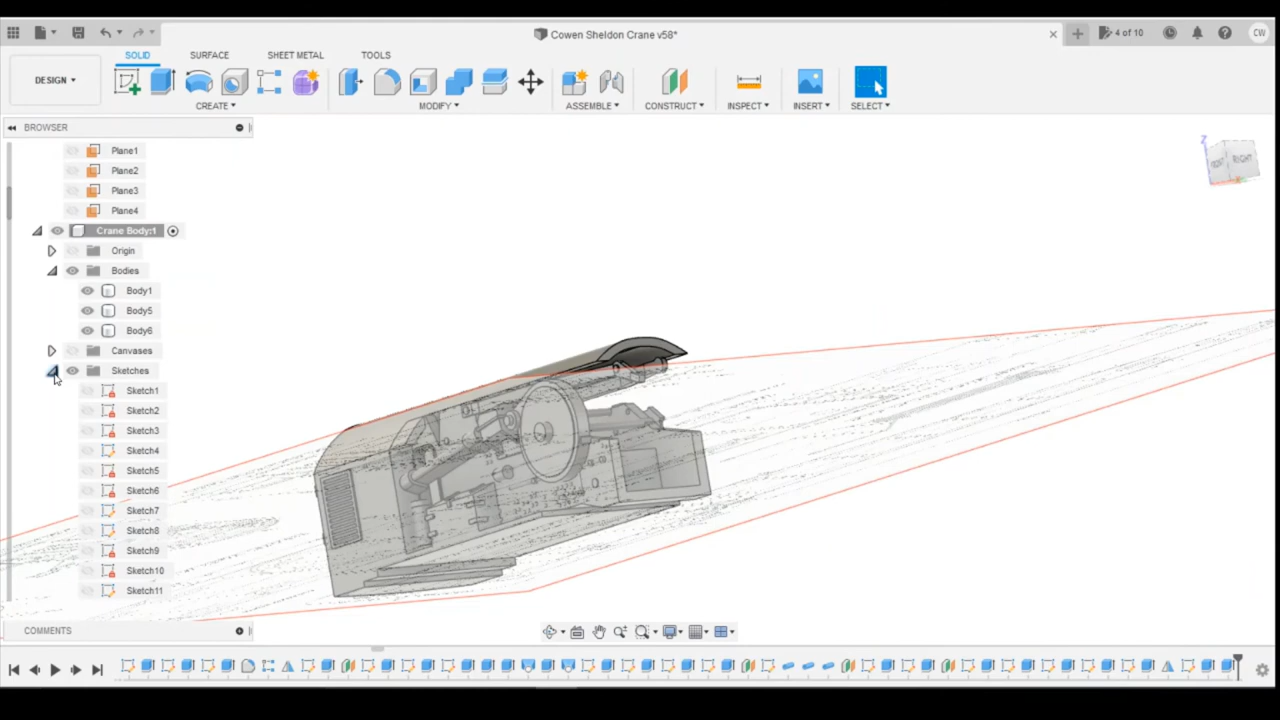 Cowen Sheldon Crane v58*
4 of 10
CW
DESIGN
SOLID
SURFACE
SHEET METAL
TOOLS
CREATE
MODIFY
ASSEMBLE
CONSTRUCT
INSPECT
INSERT
SELECT
BROWSER
Plane1
Plane2
Plane3
Plane4
Crane Body:1
Origin
Bodies
Body1
Body5
Body6
Canvases
Sketches
Sketch1
Sketch2
Sketch3
Sketch4
Sketch5
Sketch6
Sketch7
Sketch8
Sketch9
Sketch10
Sketch11
COMMENTS
Z
RIGHT